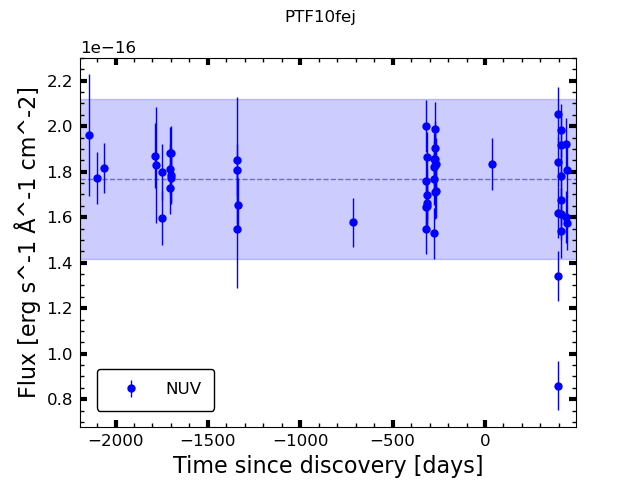 PTF10fej
1e−16
2.2
2.0
1.8
1.6
1.4
1.2
1.0
0.8
Flux [erg s^-1 Å^-1 cm^-2]
NUV
−2000 −1500 −1000 −500 0
Time since discovery [days]